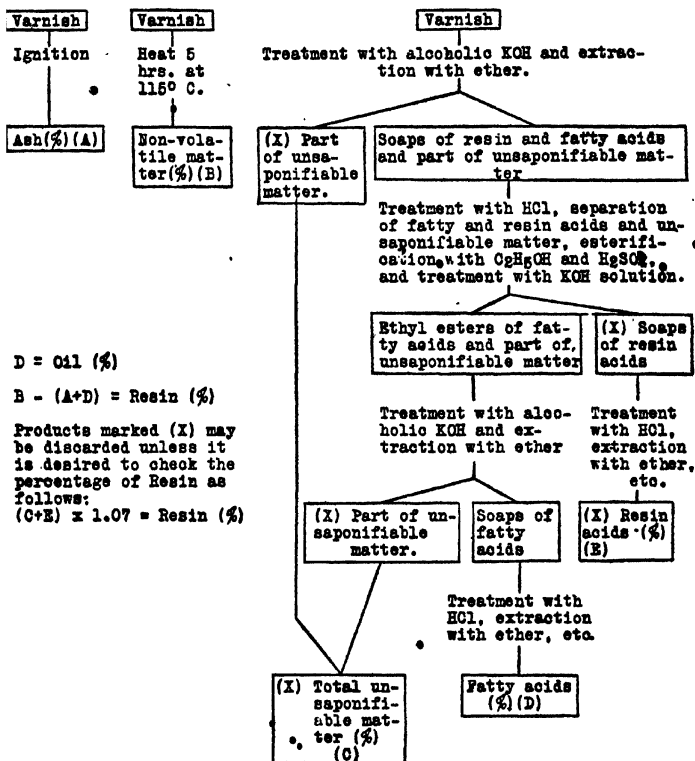 Varnish
Ignition
Ash(%)(A)
Varnish
Heat 5
hrs. at
115° C.
Non-vola-
tile mat-
ter(%)(B)
Varnish
Treatment with alcoholic KOH and extrac-
tion with ether.
(X) Part
of unsa-
ponifiable
matter.
Soaps of resin and fatty acids
and part of unsaponifiable mat-
ter
Treatment with HCl, separation
of fatty and resin acids and un-
saponifiable matter, esterifi-
cation with C2H5OH and H2SO4.
and treatment with KOH solution.
Ethyl esters of fat-
ty acids and part of
unsaponifiable matter
(X) Soaps
of resin
acids
D = Oil (%)
B - (A+D) = Resin (%)
Products marked (X) may
be discarded unless it
is desired to check the
percentage of Resin as
follows:
(C+E) x 1.07 = Resin (%)
Treatment with alco-
holic KOH and ex-
traction with ether
Treatment
with HCl,
extraction
with ether,
etc.
(X) Part of un-
saponifiable
matter.
Soaps of
fatty
acids
(X) Resin
acids (%)
(E)
Treatment with
HCl, extraction
with ether, etc.
(X) Total un-
saponifi-
able mat-
ter (%)
(C)
Fatty acids
(%)(D)